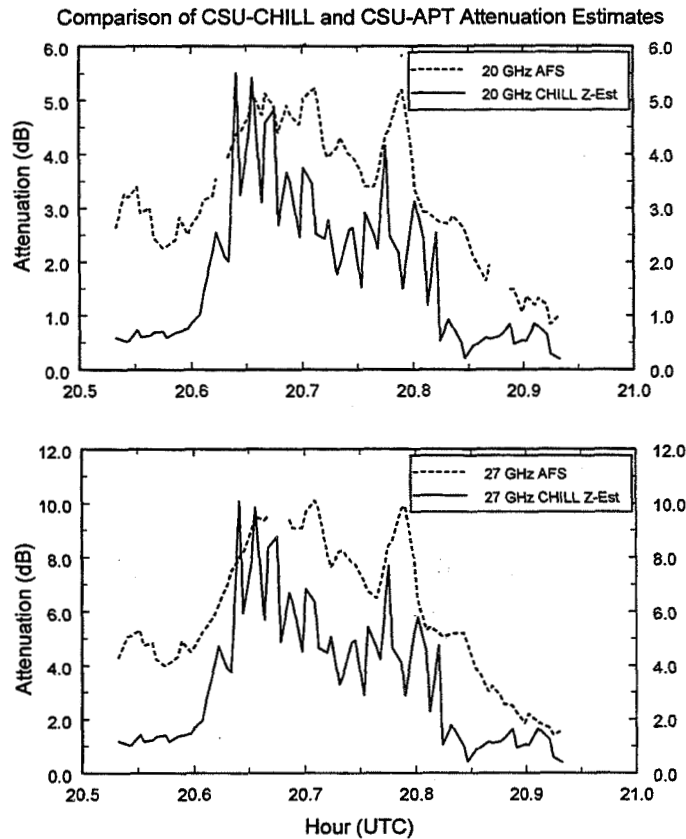 Comparison of CSU-CHILL and CSU-APT Attenuation Estimates
6.0
5.0
4.0
3.0
2.0
1.0
0.0
Attenuation (dB)
20 GHz AFS
20 GHz CHILL Z-Est
6.0
5.0
4.0
3.0
2.0
1.0
0.0
20.5 20.6 20.7 20.8 20.9 21.0
12.0
10.0
8.0
6.0
4.0
2.0
0.0
Attenuation (dB)
27 GHz AFS
27 GHz CHILL Z-Est
12.0
10.0
8.0
6.0
4.0
2.0
0.0
20.5 20.6 20.7 20.8 20.9 21.0
Hour (UTC)